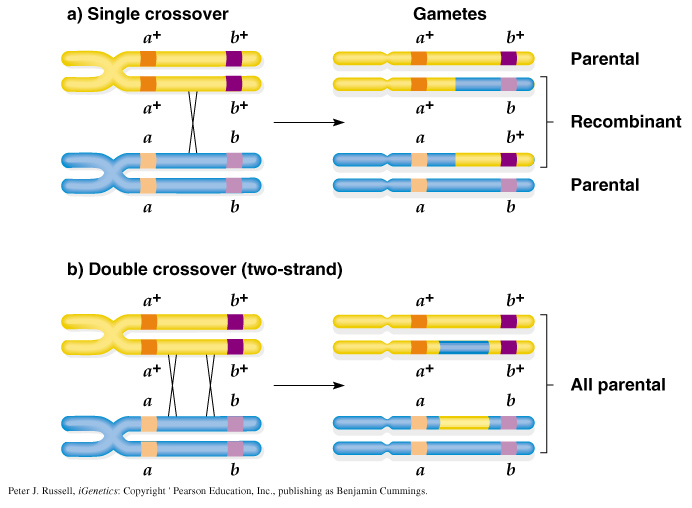 a) Single crossover
Gametes
a+ b+
a+ b+
Parental
a+ b+
a+ b
a b
a b+
Recombinant
a b
a b
Parental
b) Double crossover (two-strand)
a+ b+
a+ b+
a+ b+
a+ b+
a b
a b
All parental
a b
a b
Peter J. Russell, iGenetics: Copyright ' Pearson Education, Inc., publishing as Benjamin Cummings.